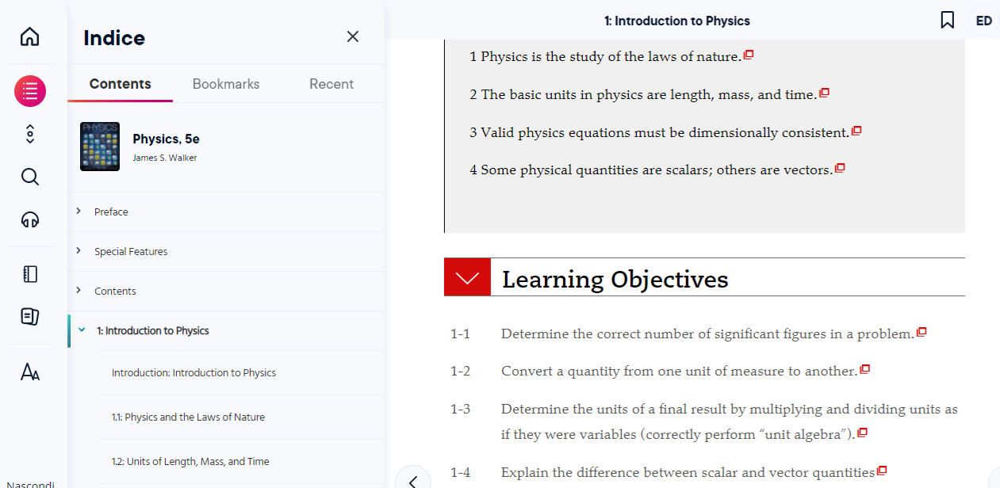 Indice
Contents Bookmarks Recent
PHYSICS
Physics, 5e
James S. Walker
Preface
Special Features
Contents
1: Introduction to Physics
Introduction: Introduction to Physics
1.1: Physics and the Laws of Nature
1.2: Units of Length, Mass, and Time
Nascondi
1: Introduction to Physics
ED
1 Physics is the study of the laws of nature.
2 The basic units in physics are length, mass, and time.
3 Valid physics equations must be dimensionally consistent.
4 Some physical quantities are scalars; others are vectors.
Learning Objectives
1-1 Determine the correct number of significant figures in a problem.
1-2 Convert a quantity from one unit of measure to another.
1-3 Determine the units of a final result by multiplying and dividing units as
if they were variables (correctly perform “unit algebra”).
1-4 Explain the difference between scalar and vector quantities